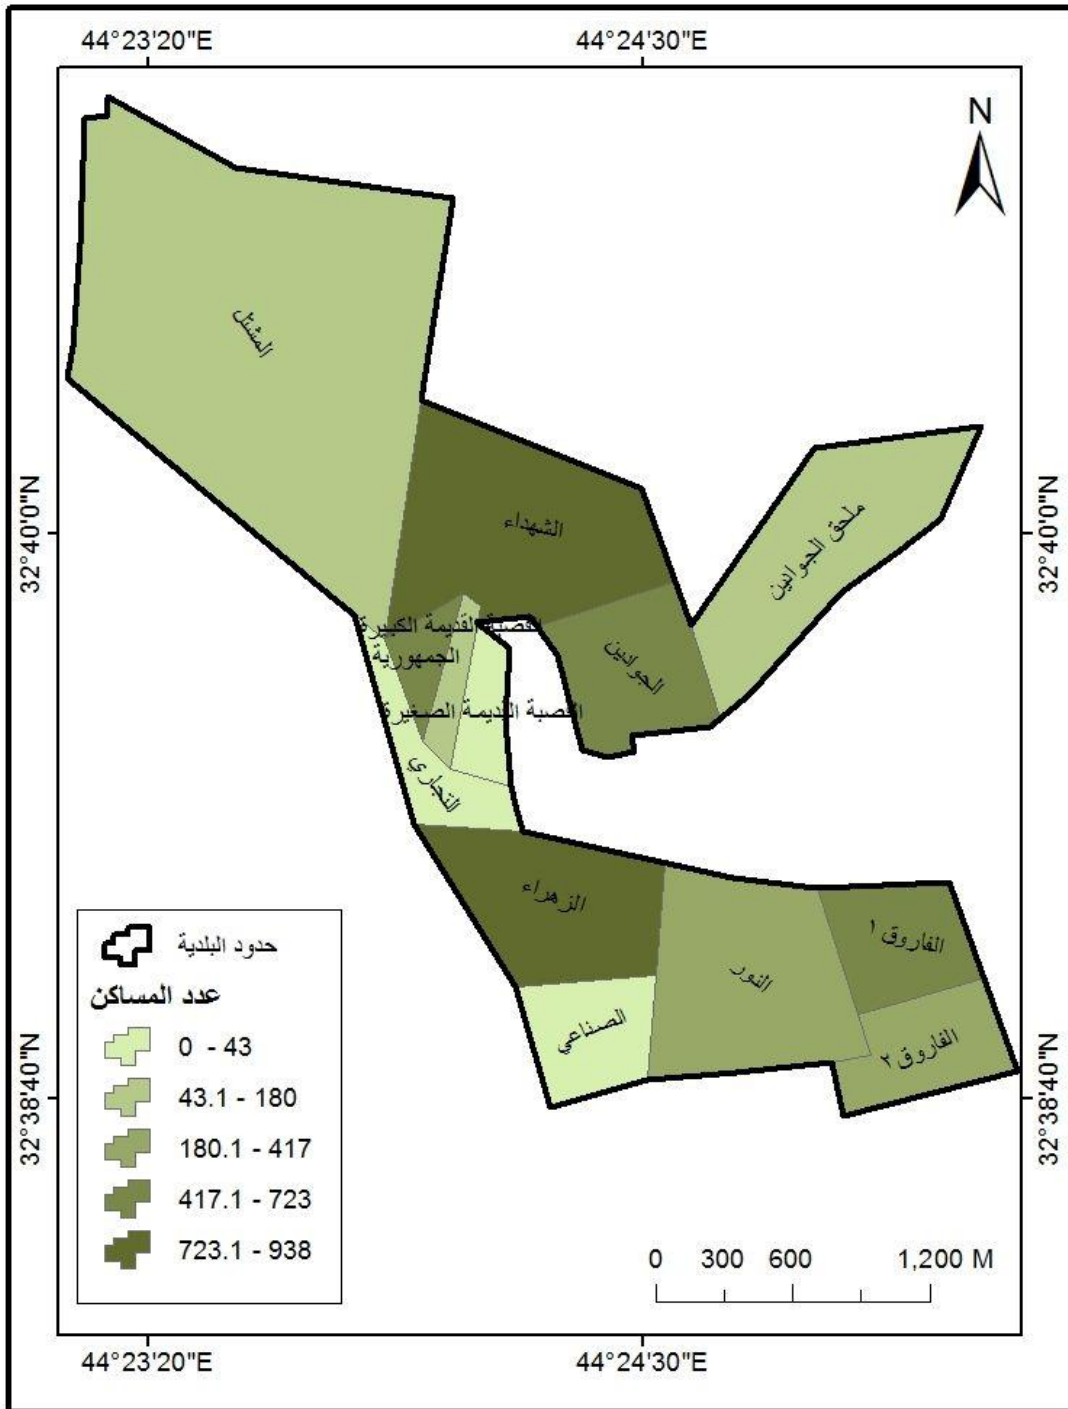 44°23'20"E
44°24'30"E
N
المشتل
32°40'0"N
32°40'0"N
الشهداء
ملحق الجوادين
القصبة القديمة الكبيرة
الجمهورية
الجوادين
القصبة القديمة الصغيرة
التجاري
الزهراء
الفاروق ١
النور
الصناعي
الفاروق ٢
32°38'40"N
32°38'40"N
حدود البلدية
عدد المساكن
0 - 43
43.1 - 180
180.1 - 417
417.1 - 723
723.1 - 938
0 300 600 1,200 M
44°23'20"E
44°24'30"E